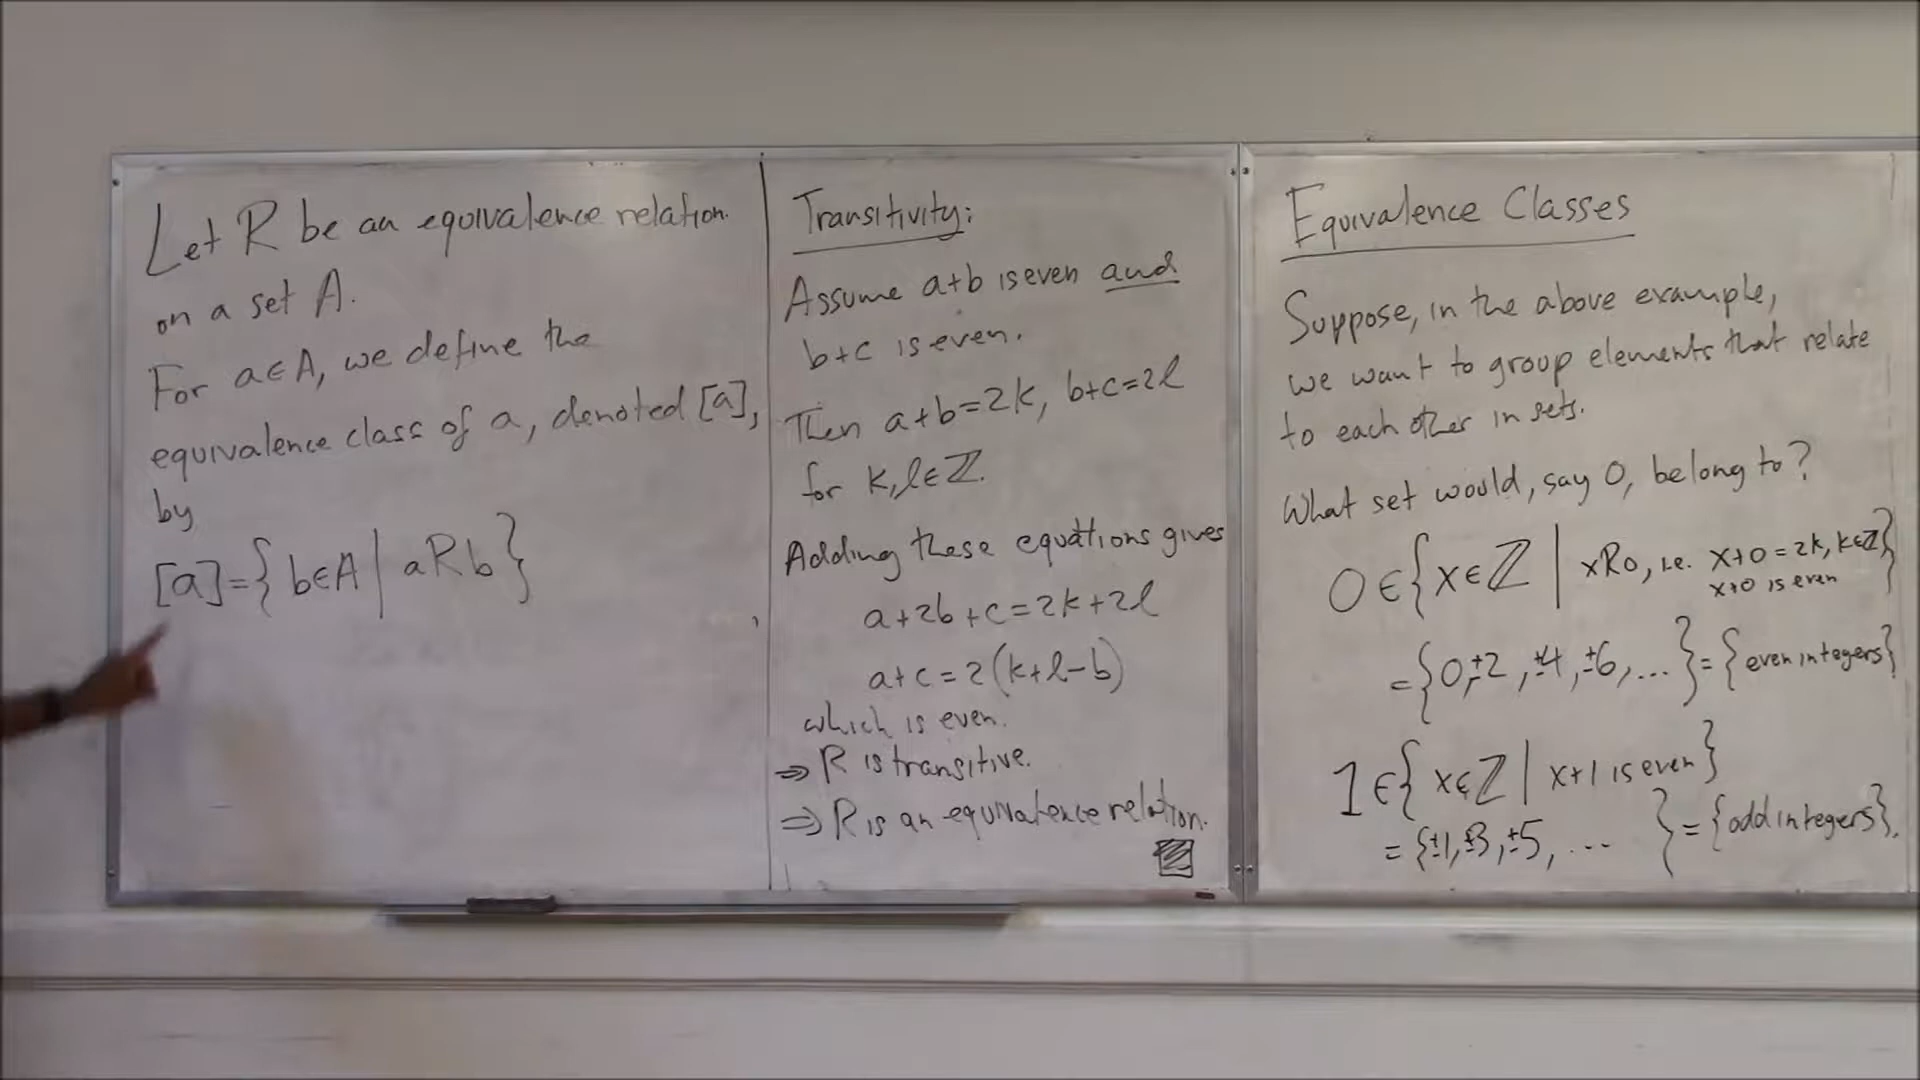 Let R be an equivalence relation
on a set A.
For a∈A, we define the
equivalence class of a, denoted [a],
by
[a]={b∈A | aRb}
Transitivity:
Assume a+b is even and
b+c is even.
Then a+b=2k, b+c=2l
for k,l∈ℤ.
Adding these equations gives
a+2b+c=2k+2l
a+c=2(k+l-b)
which is even.
⇒ R is transitive.
⇒ R is an equivalence relation.
Equivalence Classes
Suppose, in the above example,
we want to group elements that relate
to each other in sets.
What set would, say 0, belong to?
0∈{x∈ℤ | xR0, i.e. x+0=2k, k∈ℤ}
x+0 is even
={0,±2,±4,±6,...}={even integers}
1∈{x∈ℤ | x+1 is even}
={±1,±3,±5,... }={odd integers}.